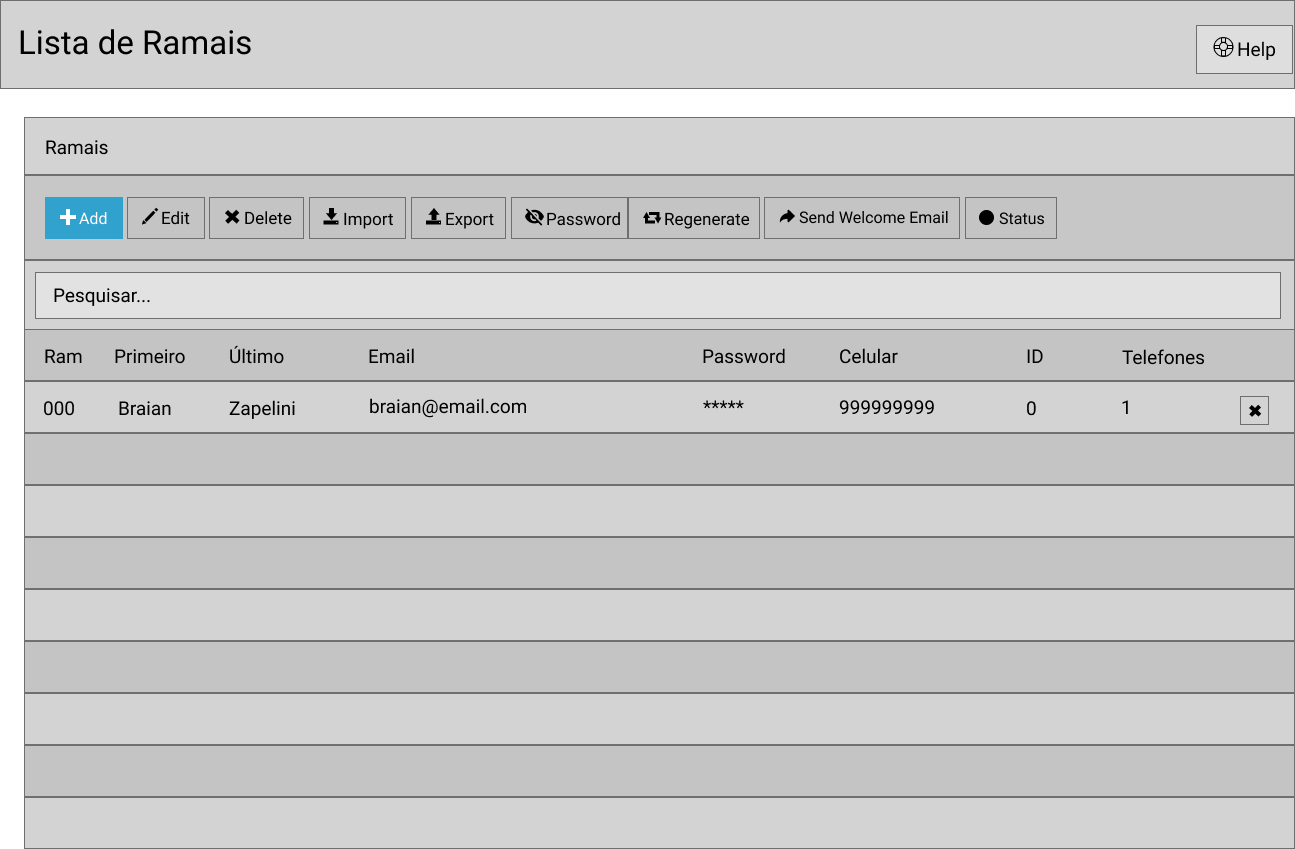 Lista de Ramais
Help
Ramais
Add Edit Delete Import Export Password Regenerate Send Welcome Email Status
Pesquisar...
Ram Primeiro Último Email Password Celular ID Telefones
000 Braian Zapelini braian@email.com ***** 999999999 0 1